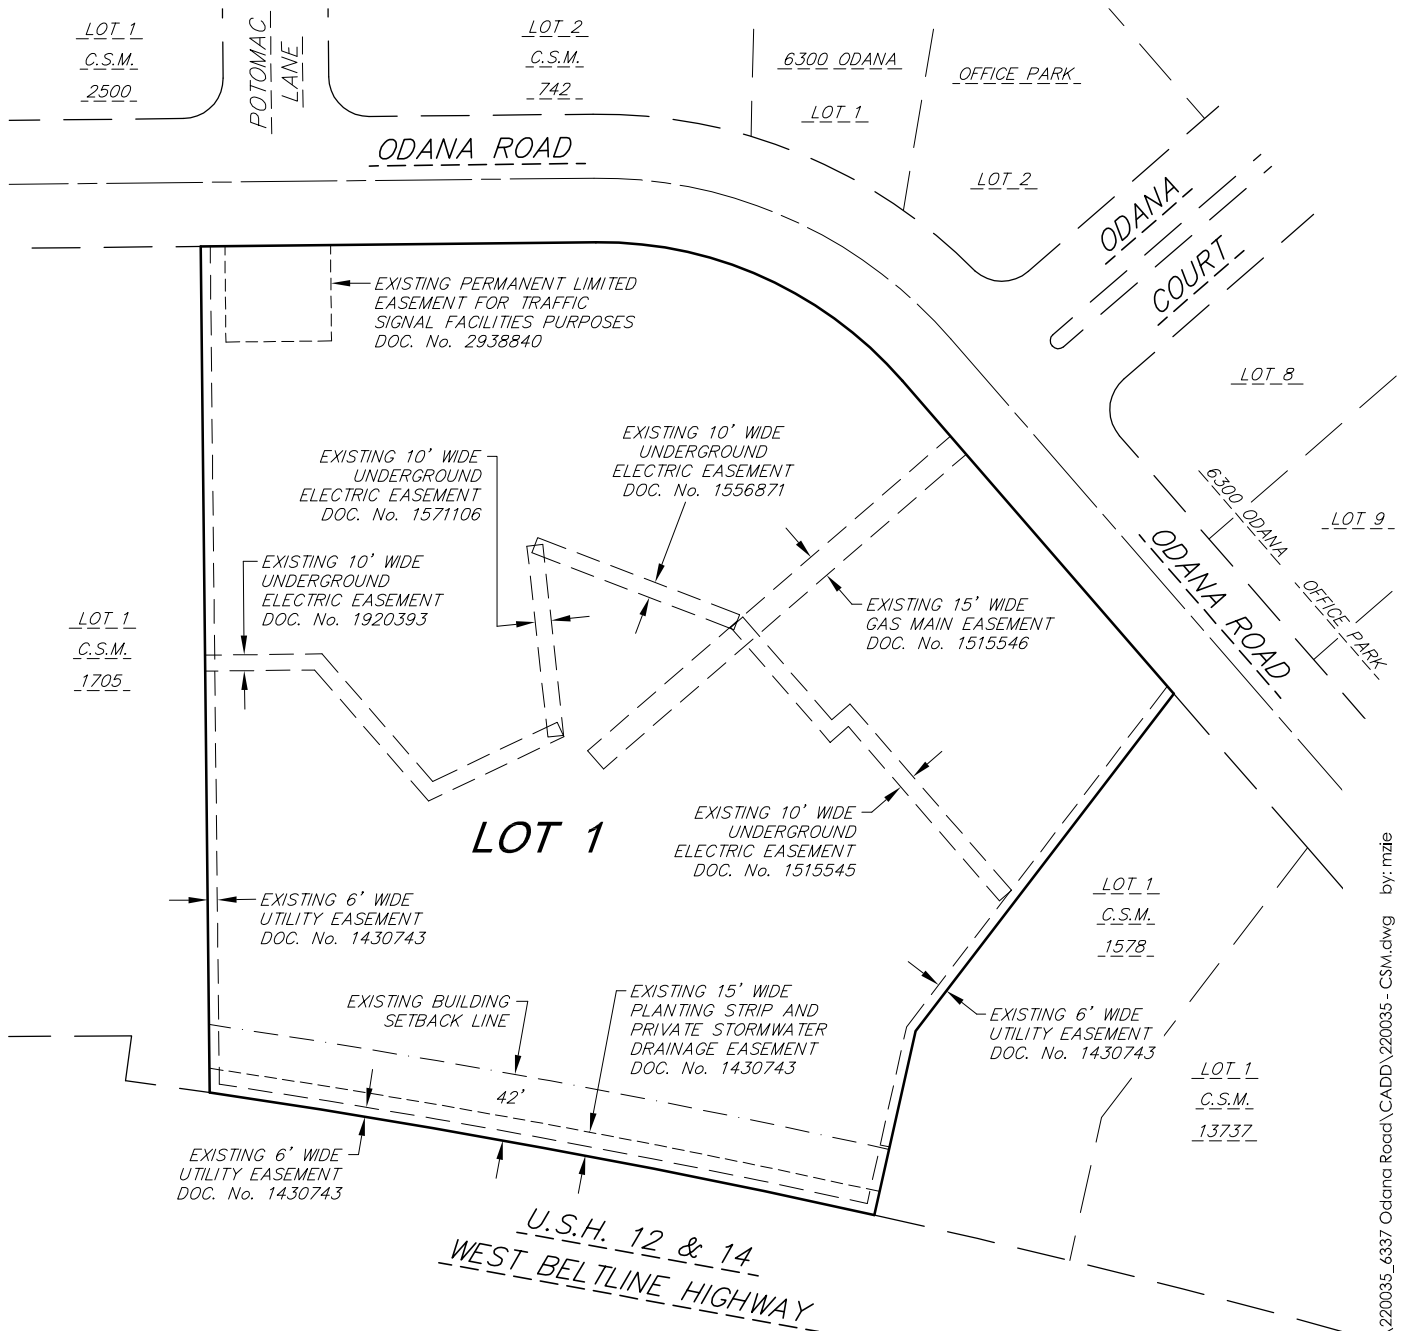 LOT 1
C.S.M.
2500
POTOMAC
LANE
LOT 2
C.S.M.
742
6300 ODANA
LOT 1
OFFICE PARK
LOT 2
ODANA ROAD
ODANA
COURT
EXISTING PERMANENT LIMITED
EASEMENT FOR TRAFFIC
SIGNAL FACILITIES PURPOSES
DOC. No. 2938840
LOT 8
EXISTING 10' WIDE
UNDERGROUND
ELECTRIC EASEMENT
DOC. No. 1571106
EXISTING 10' WIDE
UNDERGROUND
ELECTRIC EASEMENT
DOC. No. 1556871
6300 ODANA
OFFICE PARK
LOT 9
ODANA ROAD
EXISTING 10' WIDE
UNDERGROUND
ELECTRIC EASEMENT
DOC. No. 1920393
EXISTING 15' WIDE
GAS MAIN EASEMENT
DOC. No. 1515546
LOT 1
C.S.M.
1705
LOT 1
EXISTING 10' WIDE
UNDERGROUND
ELECTRIC EASEMENT
DOC. No. 1515545
LOT 1
C.S.M.
1578
EXISTING 6' WIDE
UTILITY EASEMENT
DOC. No. 1430743
EXISTING BUILDING
SETBACK LINE
EXISTING 15' WIDE
PLANTING STRIP AND
PRIVATE STORMWATER
DRAINAGE EASEMENT
DOC. No. 1430743
EXISTING 6' WIDE
UTILITY EASEMENT
DOC. No. 1430743
42'
LOT 1
C.S.M.
13737
EXISTING 6' WIDE
UTILITY EASEMENT
DOC. No. 1430743
U.S.H. 12 & 14
WEST BELTLINE HIGHWAY
\220035_6337 Odana Road\CADD\220035 - CSM.dwg by: mzie